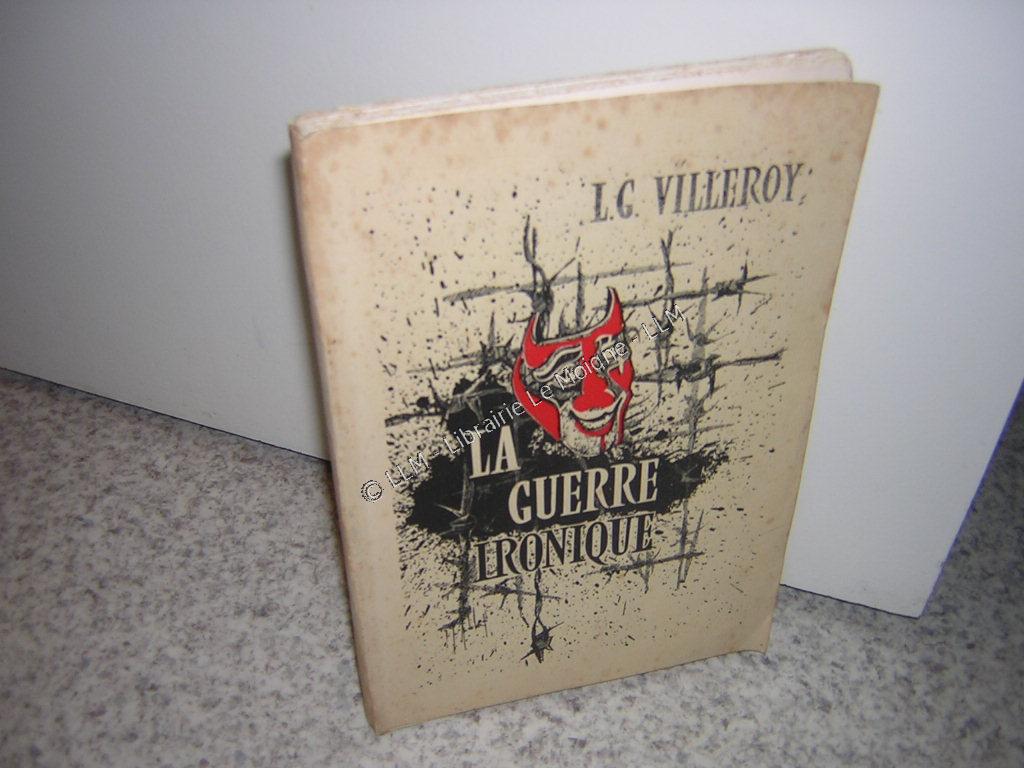 L.G. VILLEROY
LA
GUERRE
IRONIQUE
© LLM - Librairie Le Moigne - LLM